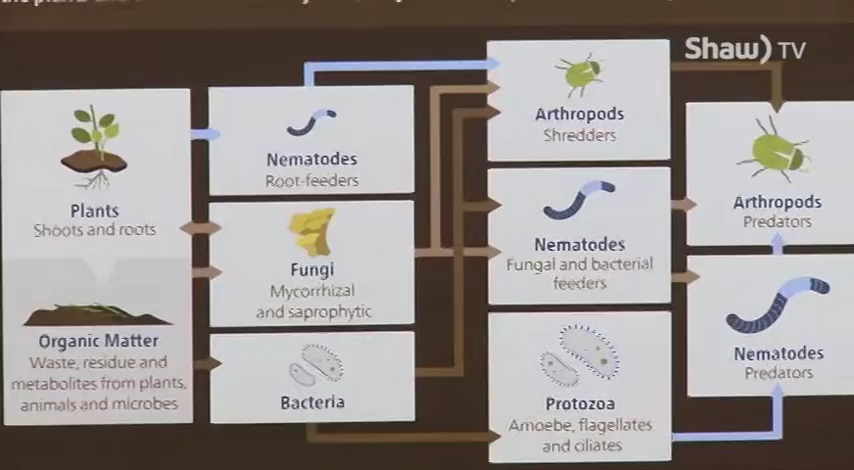 Shaw) TV
Plants
Shoots and roots
Organic Matter
Waste, residue and
metabolites from plants,
animals and microbes
Nematodes
Root-feeders
Fungi
Mycorrhizal
and saprophytic
Bacteria
Arthropods
Shredders
Nematodes
Fungal and bacterial
feeders
Protozoa
Amoebe, flagellates
and ciliates
Arthropods
Predators
Nematodes
Predators